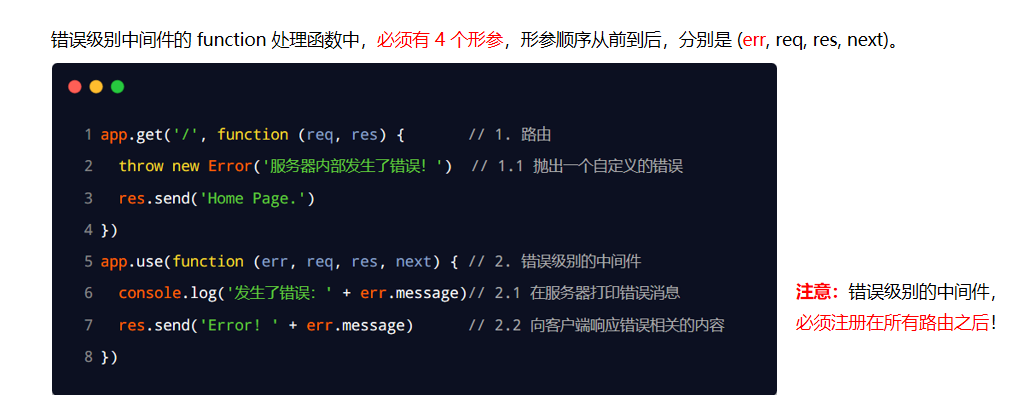 错误级别中间件的 function 处理函数中，必须有 4 个形参，形参顺序从前到后，分别是 (err, req, res, next)。
1 app.get('/', function (req, res) {       // 1. 路由
2   throw new Error('服务器内部发生了错误！')  // 1.1 抛出一个自定义的错误
3   res.send('Home Page.')
4 })
5 app.use(function (err, req, res, next) { // 2. 错误级别的中间件
6   console.log('发生了错误：' + err.message)// 2.1 在服务器打印错误消息
7   res.send('Error! ' + err.message)      // 2.2 向客户端响应错误相关的内容
8 })
注意：错误级别的中间件，
必须注册在所有路由之后！